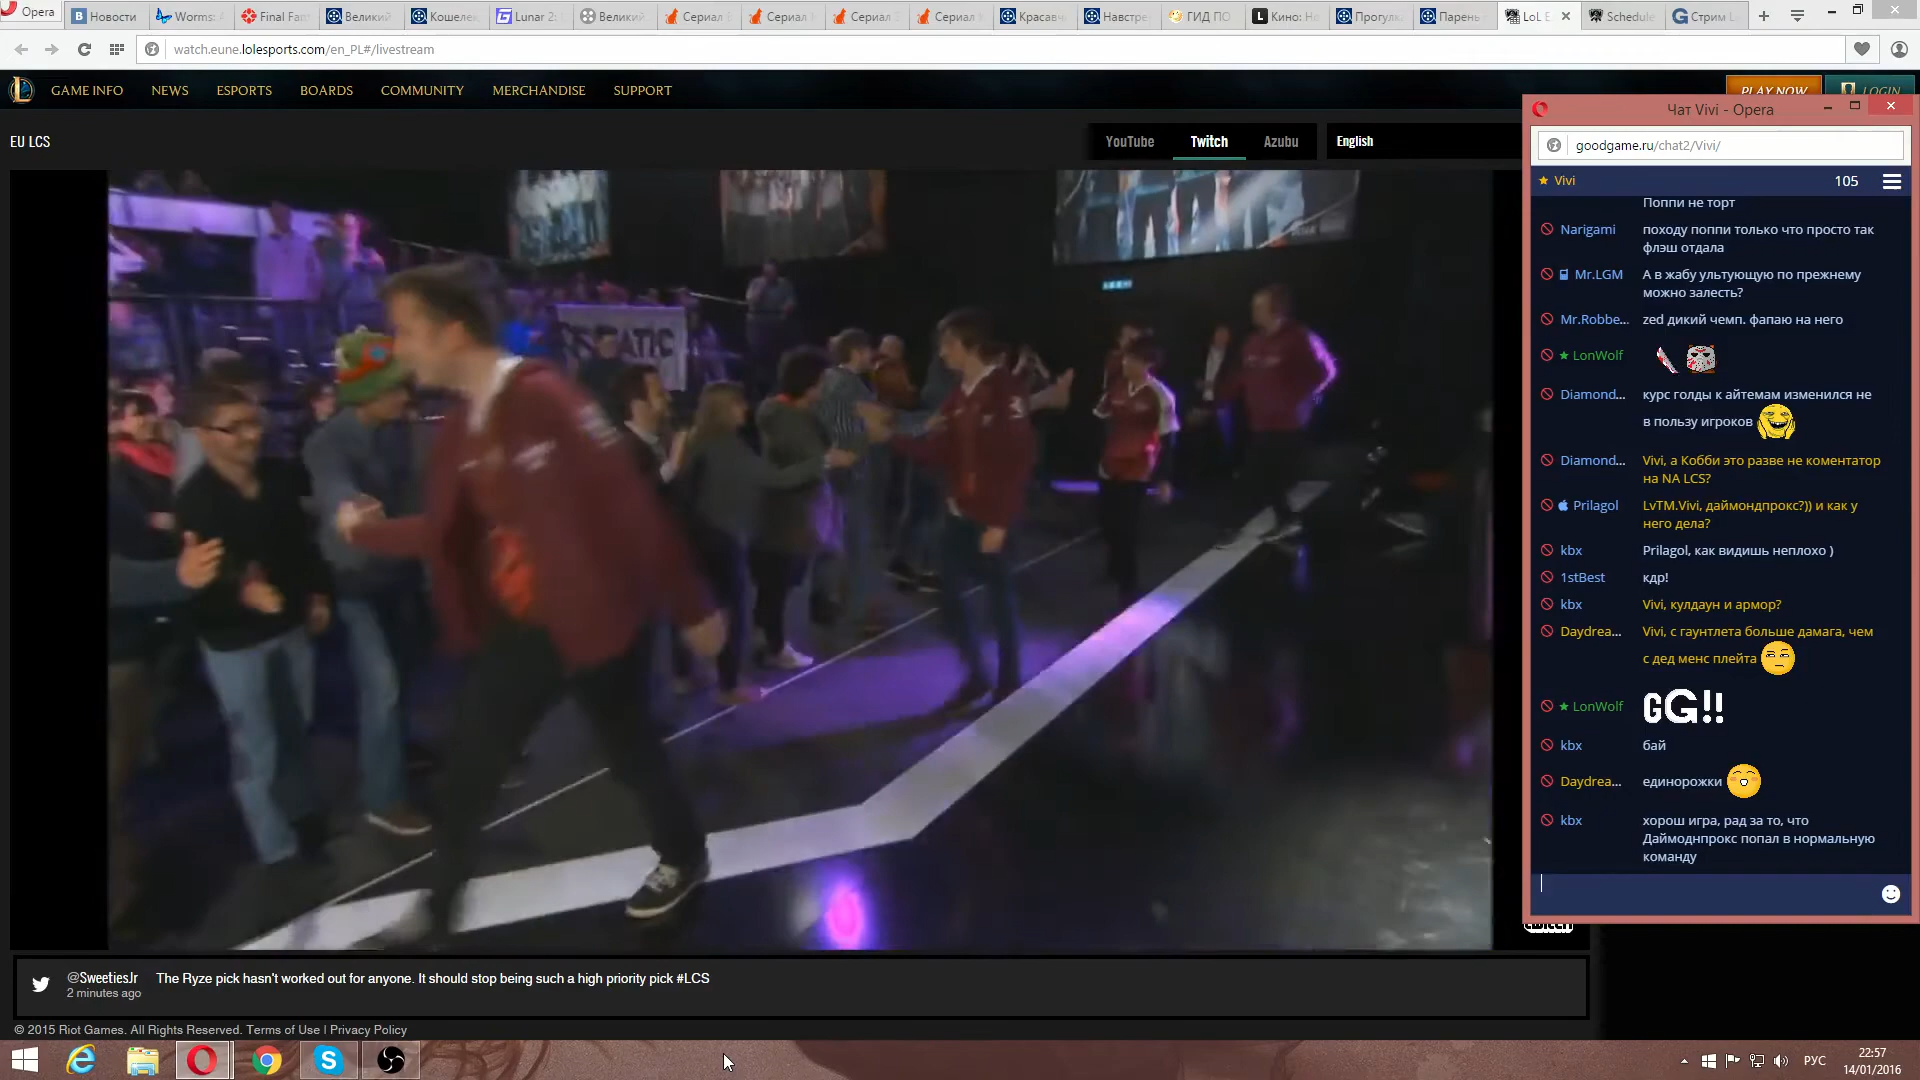 Opera
Новости
Worms:
Final Fan
Великий
Кошеле
Lunar 2:
Великий
Сериал
Сериал
Сериал
Сериал
Красавч
Навстре
ГИД ПО
Кино: На
Прогул
Парень
LoL E
Schedule
Стрим L
watch.eune.lolesports.com/en_PL#/livestream
GAME INFO
NEWS
ESPORTS
BOARDS
COMMUNITY
MERCHANDISE
SUPPORT
PLAY NOW
LOGIN
EU LCS
YouTube
Twitch
Azubu
English
Чат Vivi - Opera
goodgame.ru/chat2/Vivi/
Vivi
105
Поппи не торт
Narigami
походу поппи только что просто так
флэш отдала
Mr.LGM
А в жабу ультующую по прежнему
можно залесть?
Mr.Robbe...
zed дикий чемп. фапаю на него
LonWolf
Diamond...
курс голды к айтемам изменился не
в пользу игроков
Diamond...
Vivi, а Кобби это разве не коментатор
на NA LCS?
Prilagol
LvTM.Vivi, даймондпрокс?)) и как у
него дела?
kbx
Prilagol, как видишь неплохо )
1stBest
кдр!
kbx
Vivi, кулдаун и армор?
Daydrea...
Vivi, с гаунтлета больше дамага, чем
с дед менс плейта
LonWolf
GG!!
kbx
бай
Daydrea...
единорожки
kbx
хорош игра, рад за то, что
Даймоднпрокс попал в нормальную
команду
twitch
@SweetiesJr
The Ryze pick hasn't worked out for anyone. It should stop being such a high priority pick #LCS
2 minutes ago
© 2015 Riot Games. All Rights Reserved. Terms of Use | Privacy Policy
РУС
22:57
14/01/2016